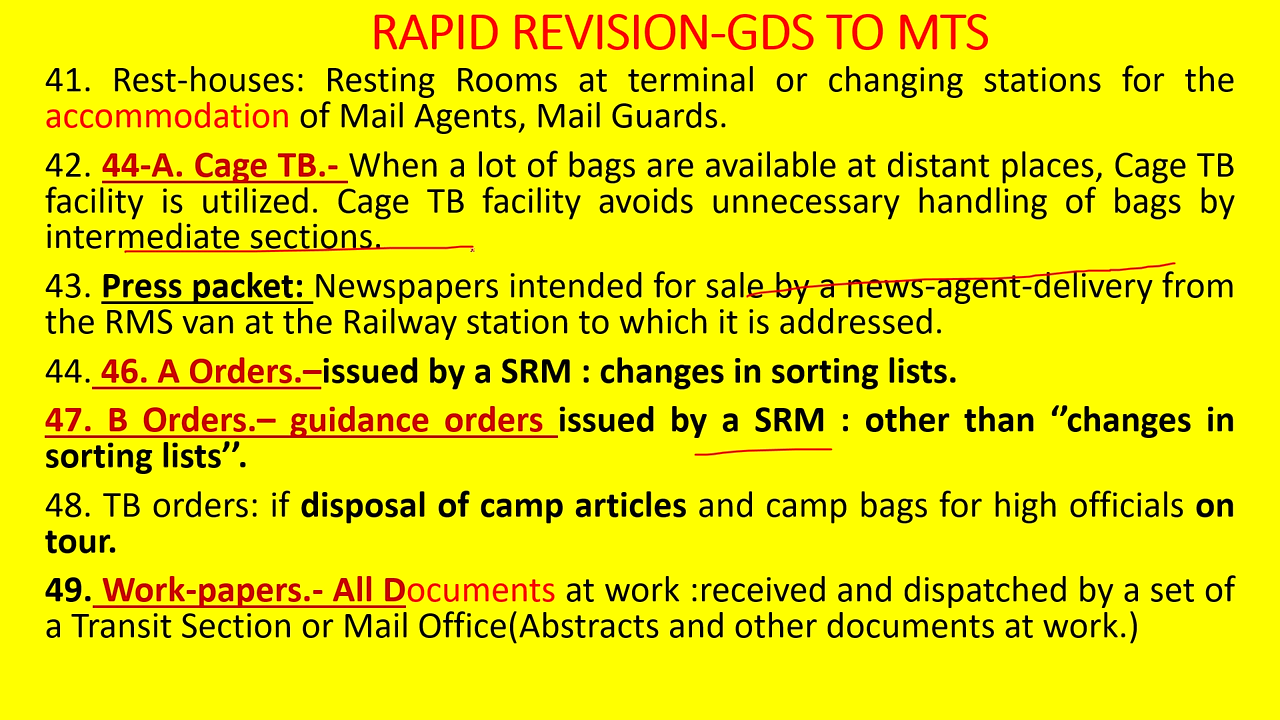 RAPID REVISION-GDS TO MTS
41. Rest-houses: Resting Rooms at terminal or changing stations for the
accommodation of Mail Agents, Mail Guards.
42. 44-A. Cage TB.- When a lot of bags are available at distant places, Cage TB
facility is utilized. Cage TB facility avoids unnecessary handling of bags by
intermediate sections.
43. Press packet: Newspapers intended for sale by a news-agent-delivery from
the RMS van at the Railway station to which it is addressed.
44. 46. A Orders.–issued by a SRM : changes in sorting lists.
47. B Orders.– guidance orders issued by a SRM : other than ‘’changes in
sorting lists’’.
48. TB orders: if disposal of camp articles and camp bags for high officials on
tour.
49. Work-papers.- All Documents at work :received and dispatched by a set of
a Transit Section or Mail Office(Abstracts and other documents at work.)